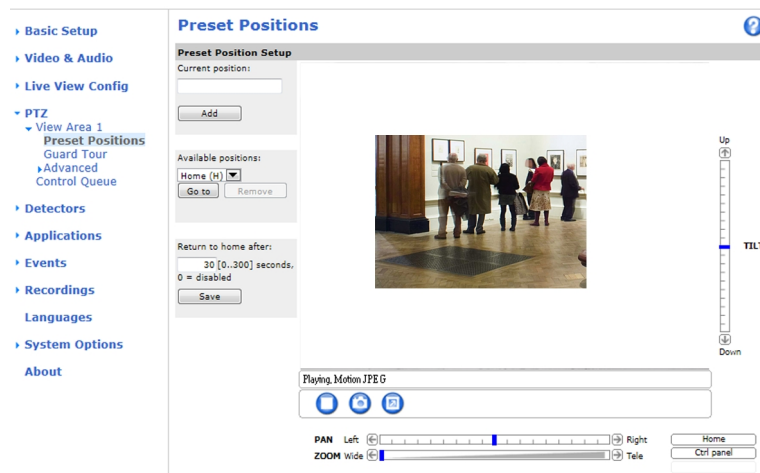 Basic Setup
Video & Audio
Live View Config
PTZ
View Area 1
Preset Positions
Guard Tour
Advanced
Control Queue
Detectors
Applications
Events
Recordings
Languages
System Options
About
Preset Positions
?
Preset Position Setup
Current position:
Add
Available positions:
Home (H)
Go to
Remove
Return to home after:
30 [0..300] seconds,
0 = disabled
Save
Up
TILT
Down
Playing, Motion JPEG
PAN Left Right Home
ZOOM Wide Tele Ctrl panel